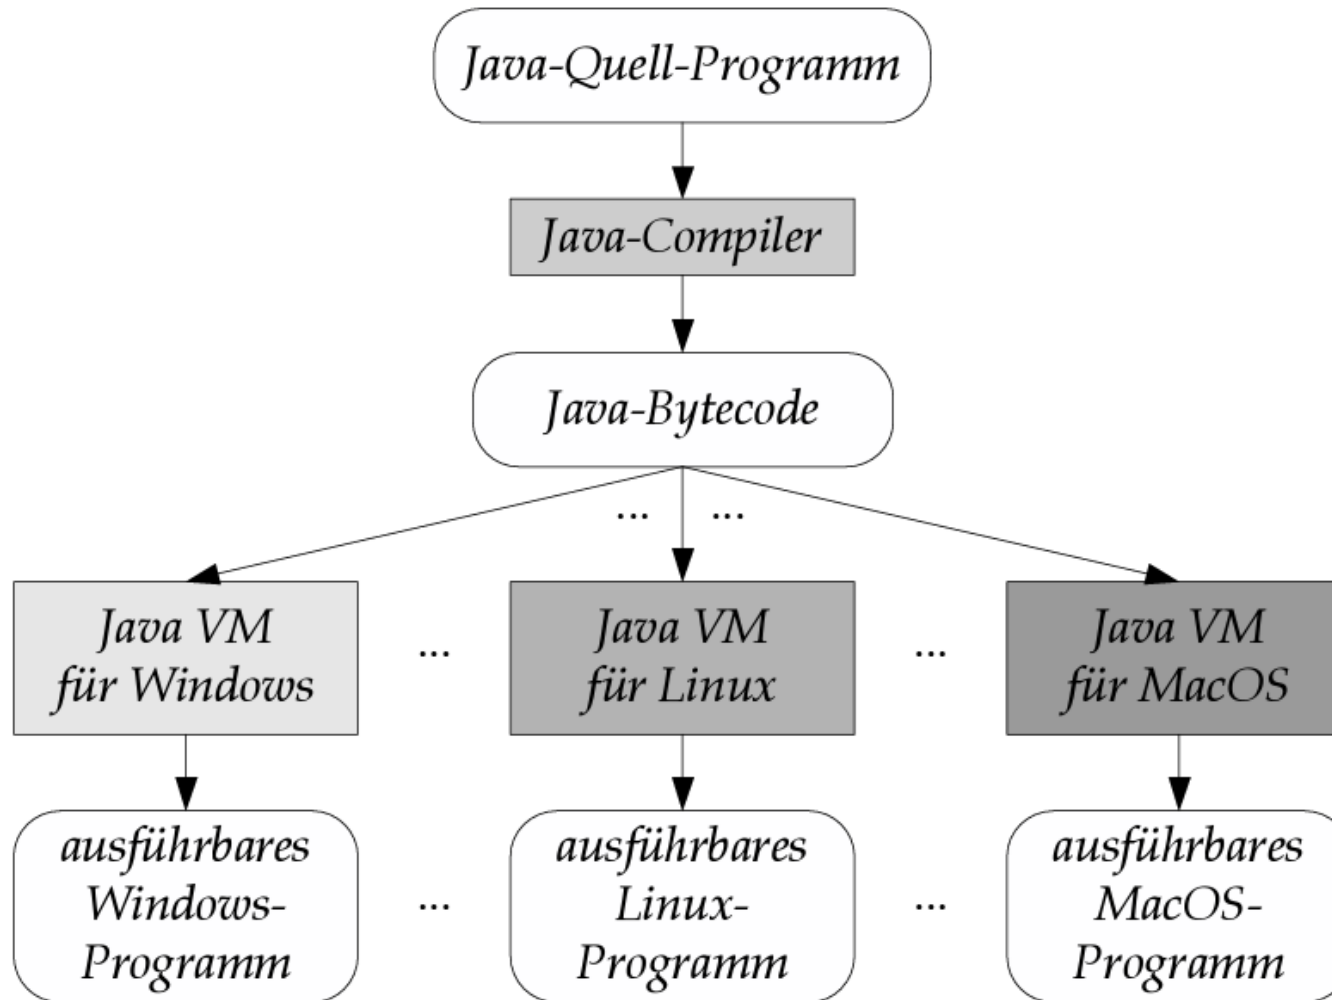 Java-Quell-Programm
Java-Compiler
Java-Bytecode
... ...
Java VM
für Windows
...
Java VM
für Linux
...
Java VM
für MacOS
ausführbares
Windows-
Programm
...
ausführbares
Linux-
Programm
...
ausführbares
MacOS-
Programm